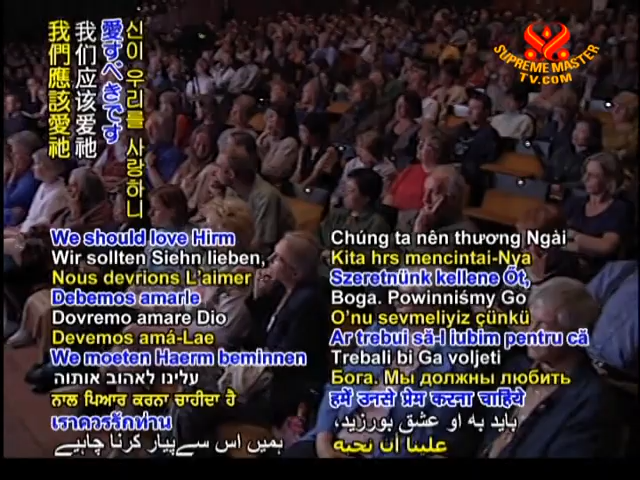 SUPREME MASTER
TV.COM
신이 우리를 사랑하니
愛すべきです
我们应该爱祂
我們應該愛祂
We should love Hirm
Wir sollten Siehn lieben,
Nous devrions L'aimer
Debemos amarle
Dovremo amare Dio
Devemos amá-Lae
We moeten Haerm beminnen
עלינו לאהוב אותוה
ਨਾਲ ਪਿਆਰ ਕਰਨਾ ਚਾਹੀਦਾ ਹੈ
เราควรรักท่าน
ہمیں اس سے پیار کرنا چاہیے
Chúng ta nên thương Ngài
Kita hrs mencintai-Nya
Szeretnünk kellene Őt,
Boga. Powinniśmy Go
O'nu sevmeliyiz çünkü
Ar trebui să-l iubim pentru că
Trebali bi Ga voljeti
Бога. Мы должны любить
हमें उनसे प्रेम करना चाहिये
باید به او عشق بورزید،
علينا أن نحبه